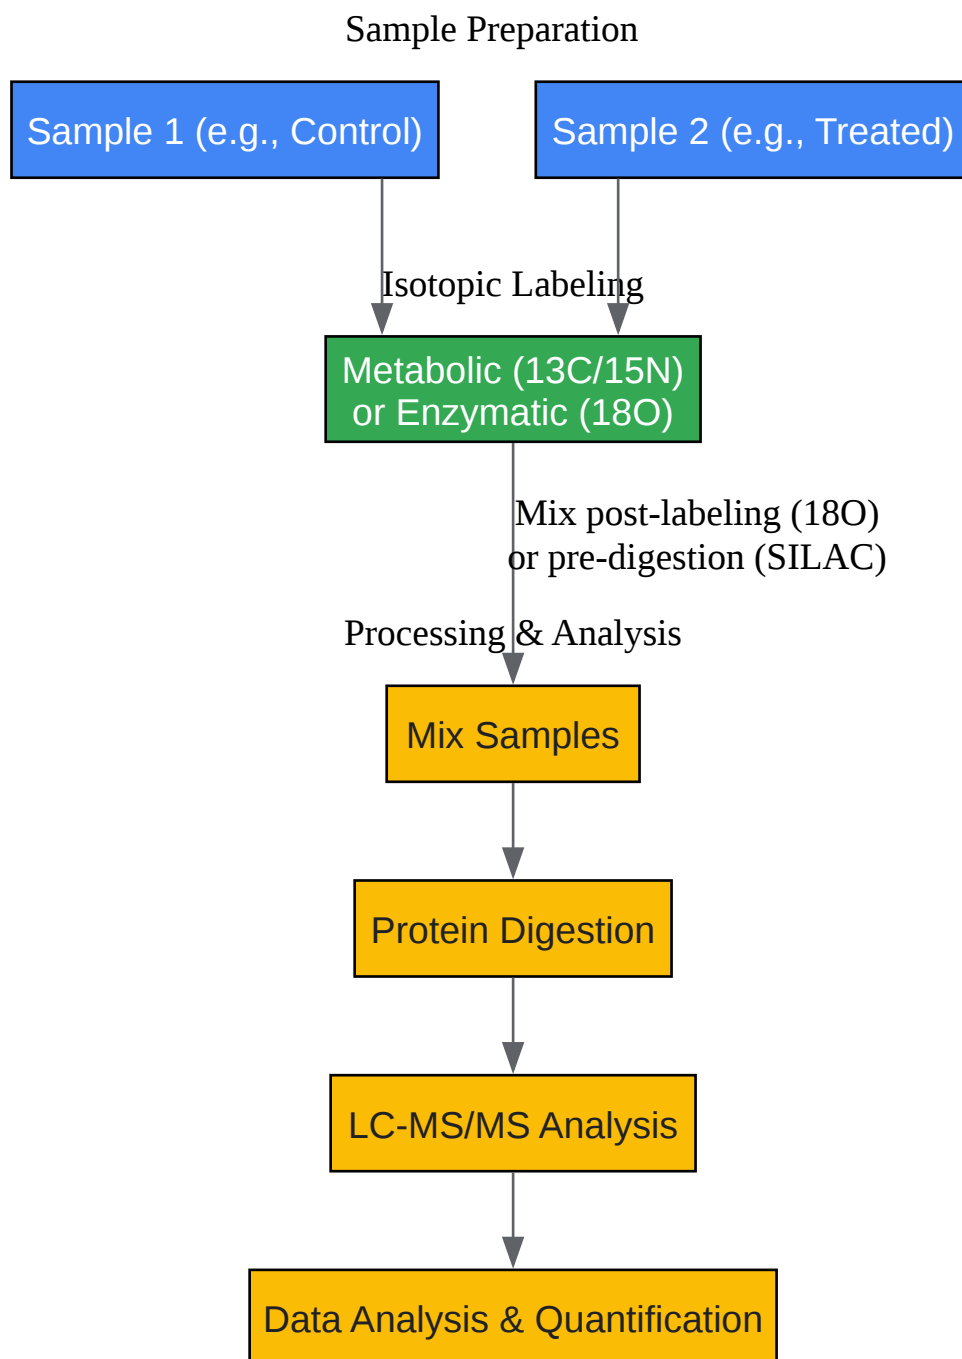 Sample Preparation
Sample 1 (e.g., Control)
Sample 2 (e.g., Treated)
Isotopic Labeling
Metabolic (13C/15N)
or Enzymatic (18O)
Mix post-labeling (18O)
or pre-digestion (SILAC)
Processing & Analysis
Mix Samples
Protein Digestion
LC-MS/MS Analysis
Data Analysis & Quantification